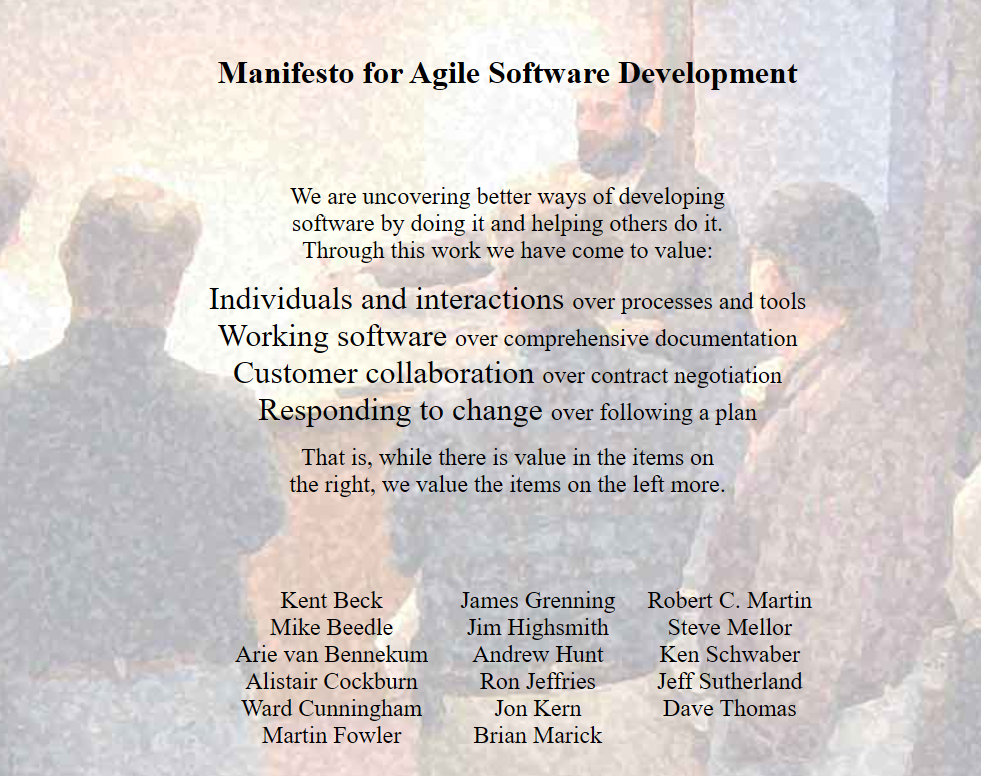 Manifesto for Agile Software Development
We are uncovering better ways of developing
software by doing it and helping others do it.
Through this work we have come to value:
Individuals and interactions over processes and tools
Working software over comprehensive documentation
Customer collaboration over contract negotiation
Responding to change over following a plan
That is, while there is value in the items on
the right, we value the items on the left more.
Kent Beck
Mike Beedle
Arie van Bennekum
Alistair Cockburn
Ward Cunningham
Martin Fowler
James Grenning
Jim Highsmith
Andrew Hunt
Ron Jeffries
Jon Kern
Brian Marick
Robert C. Martin
Steve Mellor
Ken Schwaber
Jeff Sutherland
Dave Thomas